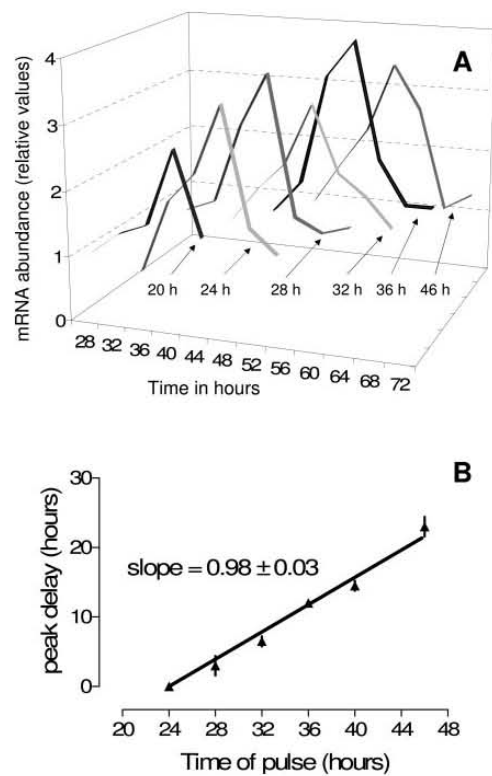 A
mRNA abundance (relative values)
4
3
2
1
0
20 h 24 h 28 h 32 h 36 h 46 h
28 32 36 40 44 48 52 56 60 64 68 72
Time in hours
B
peak delay (hours)
30
20
10
0
slope = 0.98 ± 0.03
20 24 28 32 36 40 44 48
Time of pulse (hours)